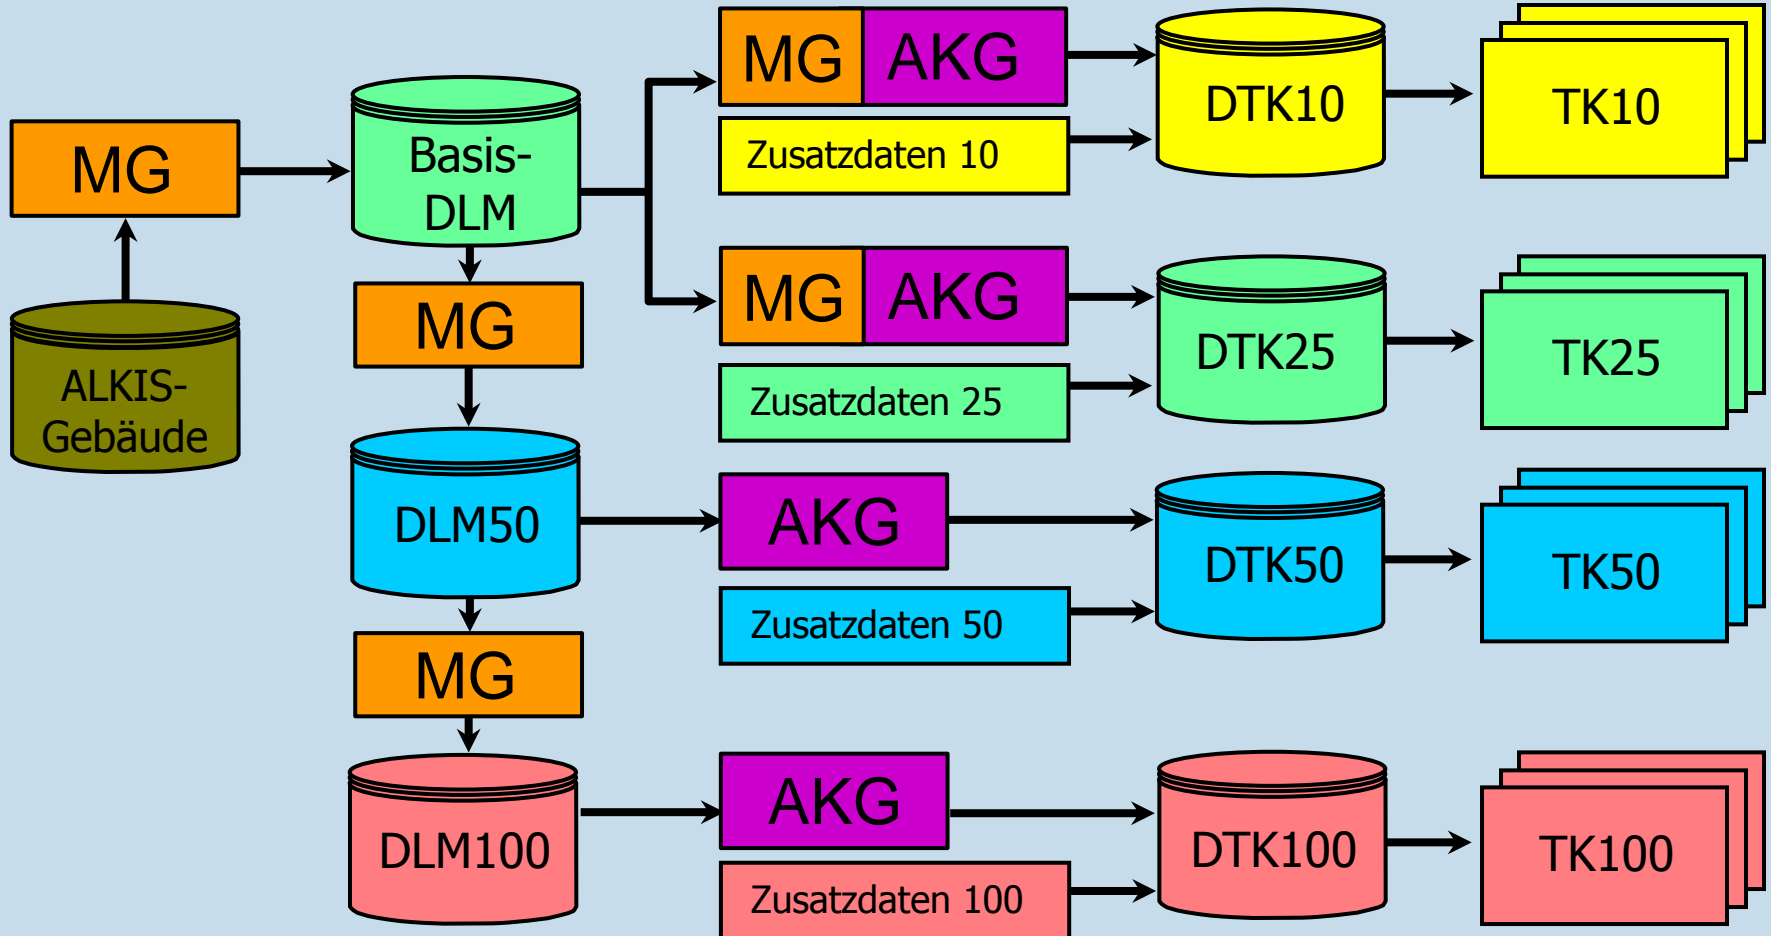 MG
ALKIS-
Gebäude
Basis-
DLM
MG
DLM50
MG
DLM100
MG AKG
Zusatzdaten 10
DTK10
TK10
MG AKG
Zusatzdaten 25
DTK25
TK25
AKG
Zusatzdaten 50
DTK50
TK50
AKG
Zusatzdaten 100
DTK100
TK100